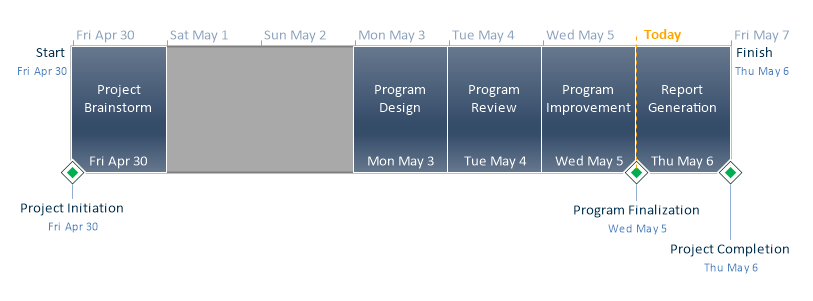 Fri Apr 30
Sat May 1
Sun May 2
Mon May 3
Tue May 4
Wed May 5
Today
Fri May 7
Start
Fri Apr 30
Finish
Thu May 6
Project
Brainstorm
Fri Apr 30
Program
Design
Mon May 3
Program
Review
Tue May 4
Program
Improvement
Wed May 5
Report
Generation
Thu May 6
Project Initiation
Fri Apr 30
Program Finalization
Wed May 5
Project Completion
Thu May 6